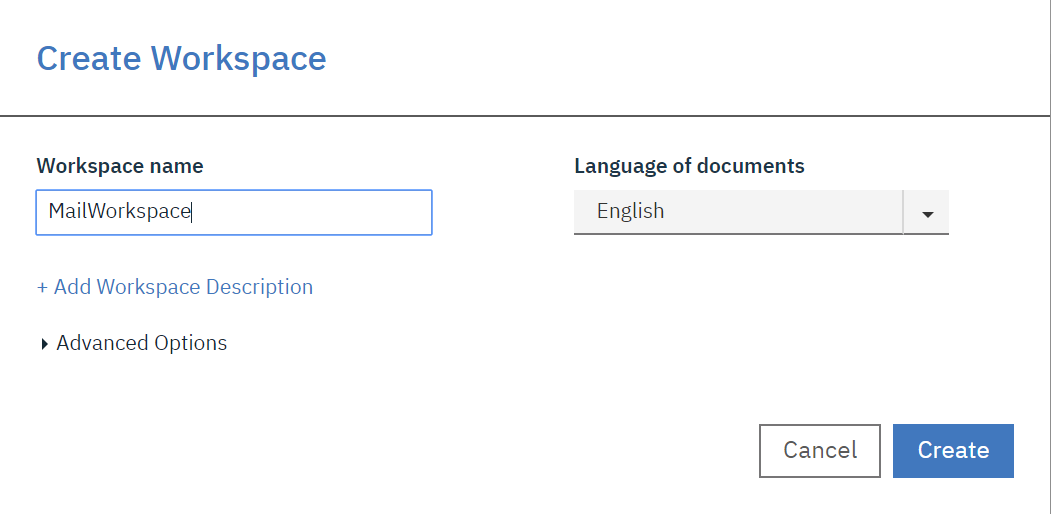 Create Workspace
Workspace name
Language of documents
MailWorkspace
English
+ Add Workspace Description
Advanced Options
Cancel
Create